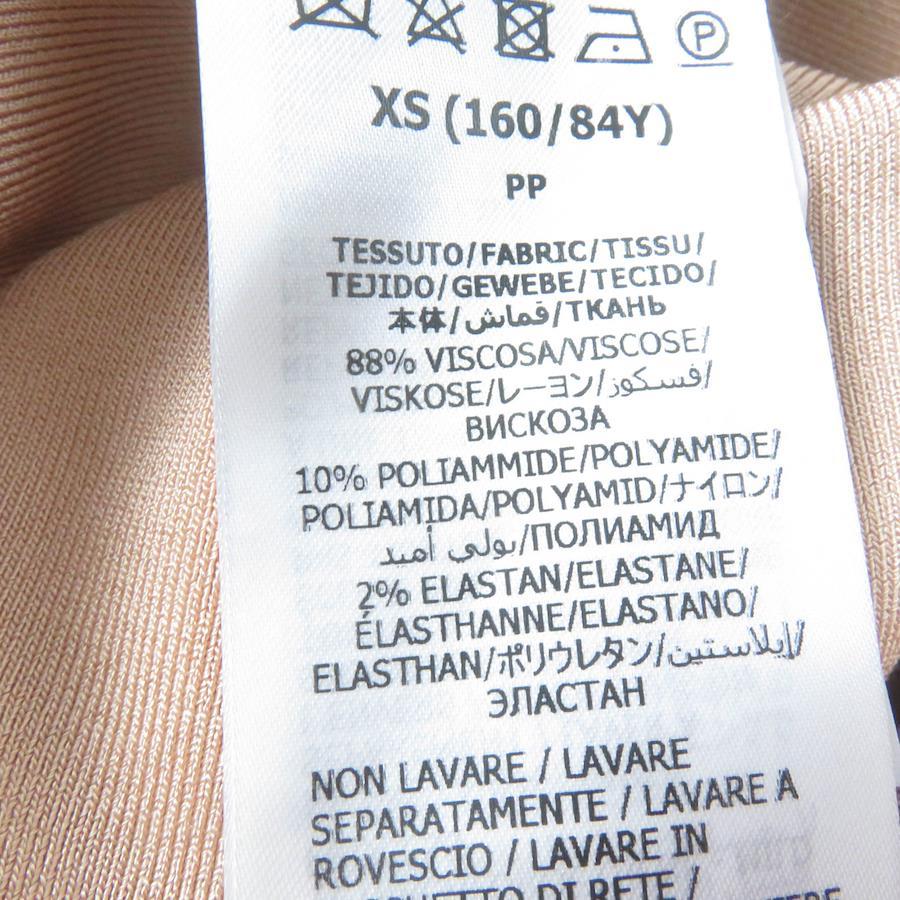 P
XS (160/84Y)
PP
TESSUTO/FABRIC/TISSU/
TEJIDO/GEWEBE/TECIDO/
本体/قماش/ТКАНЬ
88% VISCOSA/VISCOSE/
VISKOSE/レーヨン/فسكوز/
ВИСКОЗА
10% POLIAMMIDE/POLYAMIDE/
POLIAMIDA/POLYAMID/ナイロン/
بولي أميد/ПОЛИАМИД
2% ELASTAN/ELASTANE/
ÉLASTHANNE/ELASTANO/
ELASTHAN/ポリウレタン/إيلاستين/
ЭЛАСТАН
NON LAVARE / LAVARE
SEPARATAMENTE / LAVARE A
ROVESCIO / LAVARE IN
DI RETE /